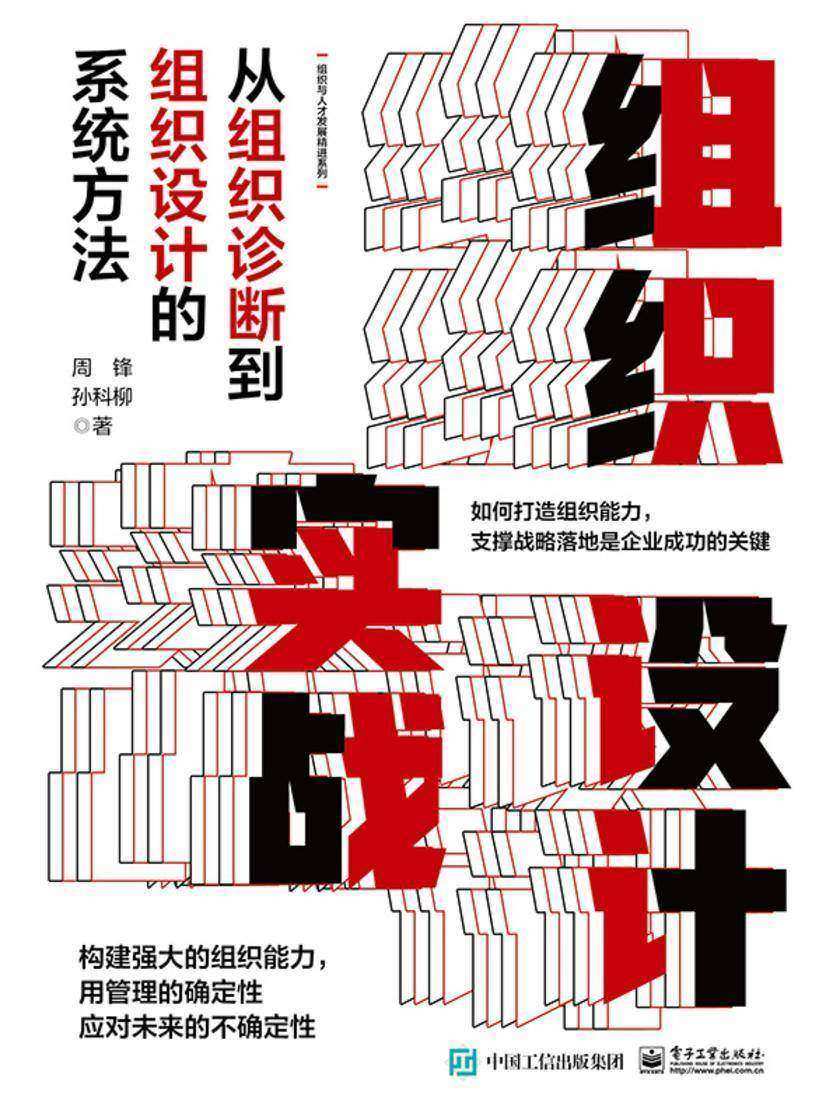 组织与人才发展精进系列
从组织诊断到
组织设计的
系统方法
周 锋
孙科柳
◎著
组织
设计
实战
如何打造组织能力，
支撑战略落地是企业成功的关键
构建强大的组织能力，
用管理的确定性
应对未来的不确定性
中国工信出版集团
电子工业出版社
PUBLISHING HOUSE OF ELECTRONICS INDUSTRY
http://www.phei.com.cn